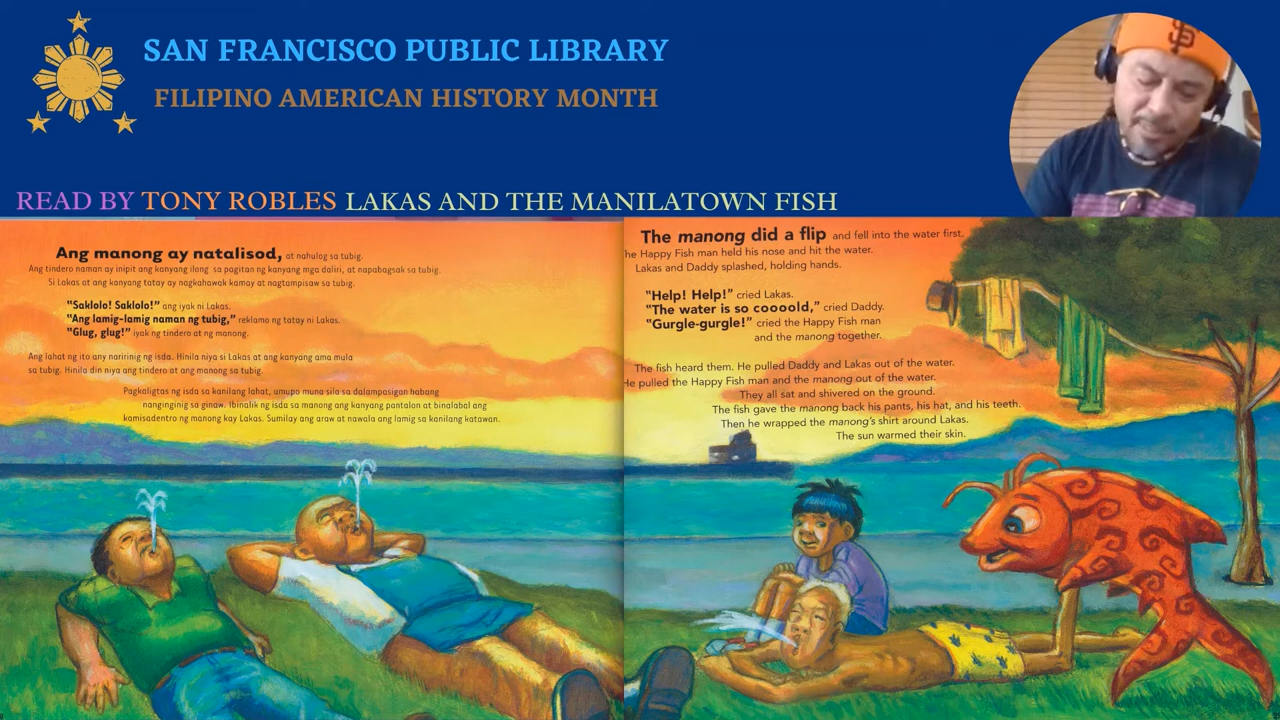 SAN FRANCISCO PUBLIC LIBRARY
FILIPINO AMERICAN HISTORY MONTH
SF
READ BY TONY ROBLES LAKAS AND THE MANILATOWN FISH
Ang manong ay natalisod, at nahulog sa tubig.
Ang tindero naman ay inipit ang kanyang ilong sa pagitan ng kanyang mga daliri, at napabagsak sa tubig.
Si Lakas at ang kanyang tatay ay nagkahawak kamay at nagtampisaw sa tubig.
"Saklolo! Saklolo!" ang iyak ni Lakas.
"Ang lamig-lamig naman ng tubig," reklamo ng tatay ni Lakas.
"Glug, glug!" iyak ng tindero at ng manong.
Ang lahat ng ito any naririnig ng isda. Hinila niya si Lakas at ang kanyang ama mula
sa tubig. Hinila din niya ang tindero at ang manong sa tubig.
Pagkaligtas ng isda sa kanilang lahat, umupo muna sila sa dalampasigan habang
nanginginig sa ginaw. Ibinalik ng isda sa manong ang kanyang pantalon at binalabal ang
kamisadentro ng manong kay Lakas. Sumilay ang araw at nawala ang lamig sa kanilang katawan.
The manong did a flip and fell into the water first.
he Happy Fish man held his nose and hit the water.
Lakas and Daddy splashed, holding hands.
"Help! Help!" cried Lakas.
"The water is so coooold," cried Daddy.
"Gurgle-gurgle!" cried the Happy Fish man
and the manong together.
The fish heard them. He pulled Daddy and Lakas out of the water.
He pulled the Happy Fish man and the manong out of the water.
They all sat and shivered on the ground.
The fish gave the manong back his pants, his hat, and his teeth.
Then he wrapped the manong's shirt around Lakas.
The sun warmed their skin.